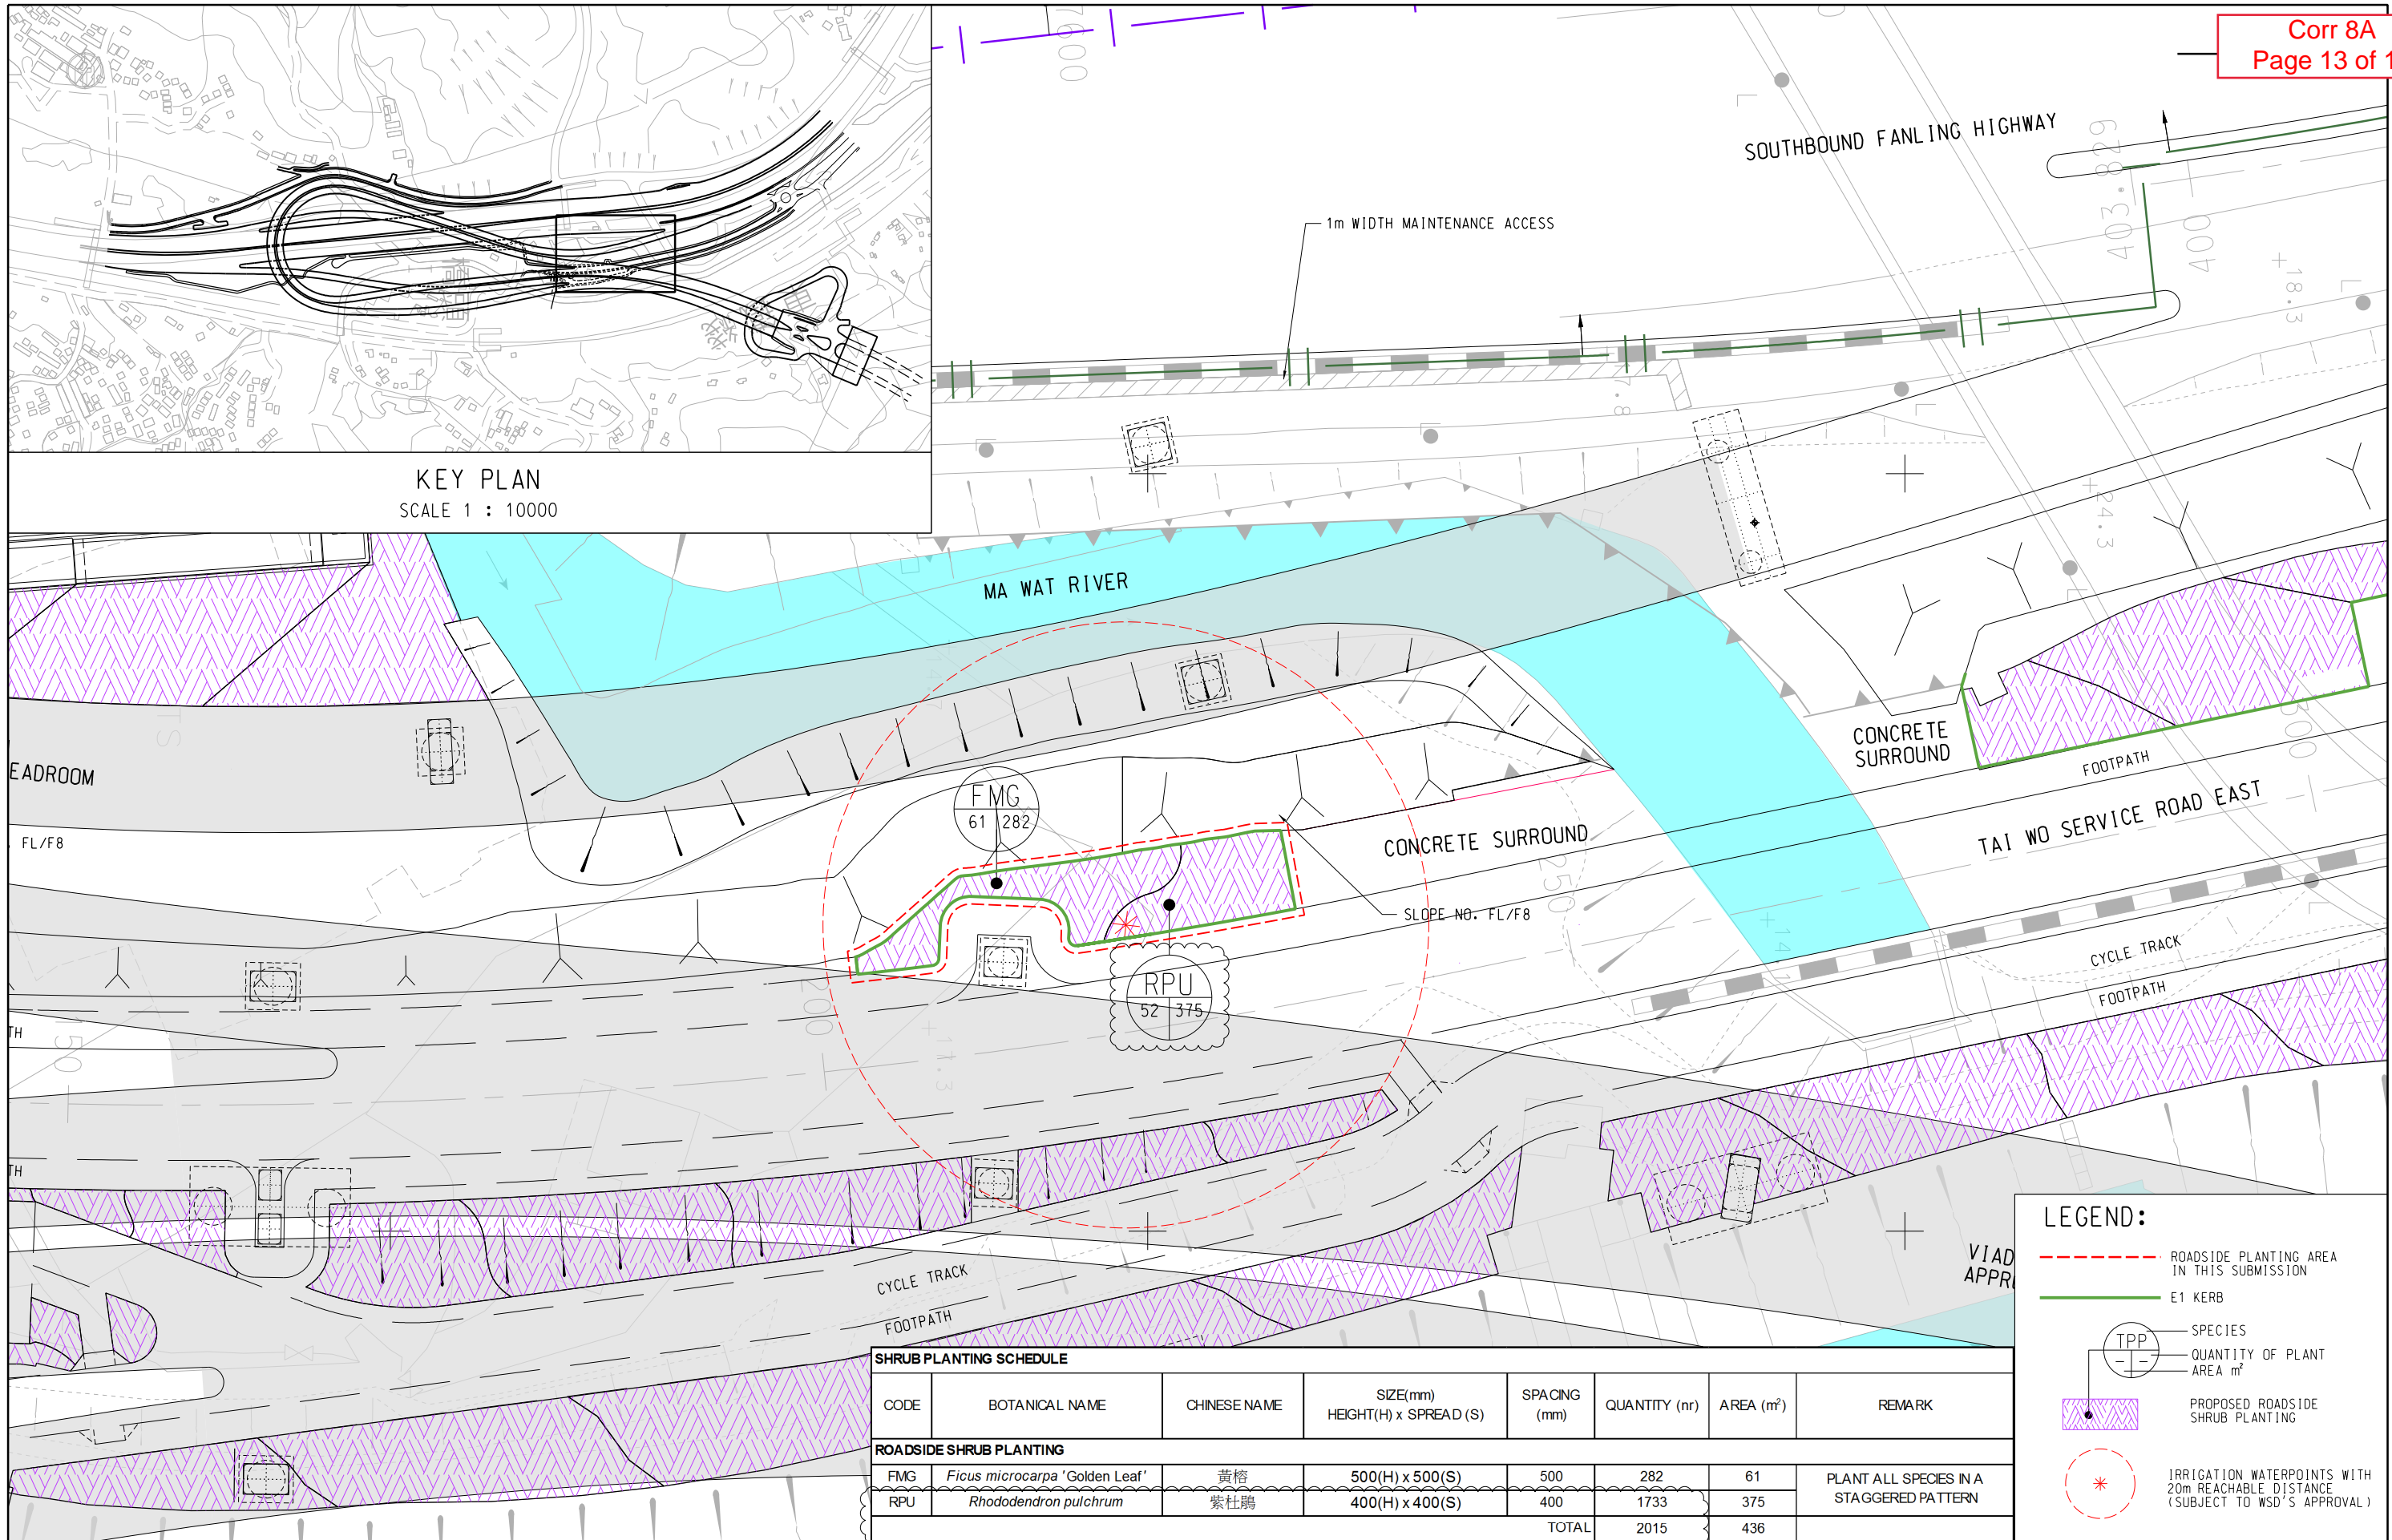 Corr 8A
Page 13 of 1
SOUTHBOUND FANLING HIGHWAY
1m WIDTH MAINTENANCE ACCESS
KEY PLAN
SCALE 1 : 10000
MA WAT RIVER
EADROOM
FL/F8
FMG
61 282
CONCRETE SURROUND
CONCRETE
SURROUND
FOOTPATH
TAI WO SERVICE ROAD EAST
SLOPE NO. FL/F8
RPU
52 375
CYCLE TRACK
FOOTPATH
TH
TH
200
250
300
CYCLE TRACK
FOOTPATH
VIAD
APPR
LEGEND:
ROADSIDE PLANTING AREA
IN THIS SUBMISSION
E1 KERB
TPP
SPECIES
QUANTITY OF PLANT
AREA m²
PROPOSED ROADSIDE
SHRUB PLANTING
IRRIGATION WATERPOINTS WITH
20m REACHABLE DISTANCE
(SUBJECT TO WSD'S APPROVAL)
SHRUB PLANTING SCHEDULE
CODE BOTANICAL NAME CHINESE NAME SIZE(mm) HEIGHT(H) x SPREAD (S) SPACING (mm) QUANTITY (nr) AREA (m²) REMARK
ROADSIDE SHRUB PLANTING
FMG Ficus microcarpa 'Golden Leaf' 黃榕 500(H) x 500(S) 500 282 61 PLANT ALL SPECIES IN A
RPU Rhododendron pulchrum 紫杜鵑 400(H) x 400(S) 400 1733 375 STAGGERED PATTERN
TOTAL 2015 436